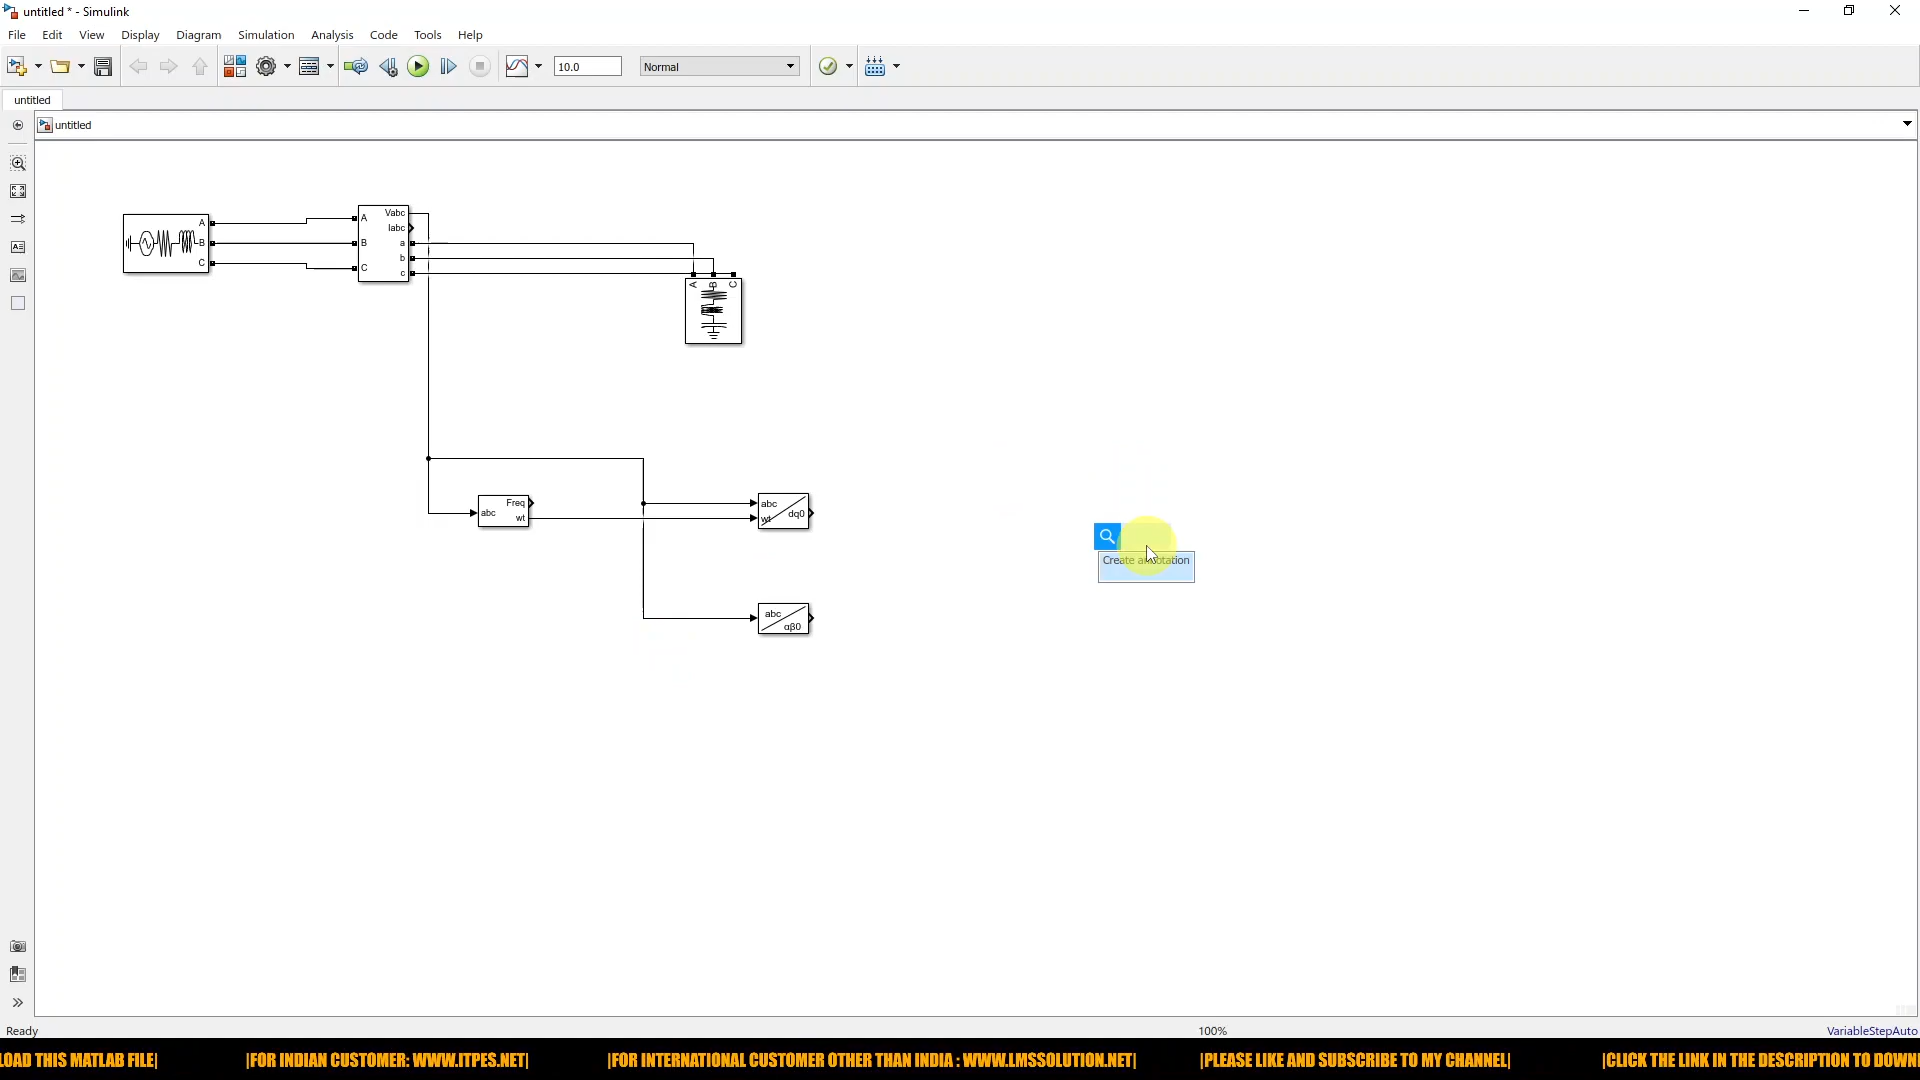 untitled * - Simulink
File Edit View Display Diagram Simulation Analysis Code Tools Help
10.0 Normal
untitled
untitled
A
B
C
A
B
C
Vabc
Iabc
a
b
c
A B C
abc
Freq
wt
abc
wt
dq0
abc
αβ0
Create annotation
Ready 100% VariableStepAuto
LOAD THIS MATLAB FILE| |FOR INDIAN CUSTOMER: WWW.ITPES.NET| |FOR INTERNATIONAL CUSTOMER OTHER THAN INDIA : WWW.LMSSOLUTION.NET| |PLEASE LIKE AND SUBSCRIBE TO MY CHANNEL| |CLICK THE LINK IN THE DESCRIPTION TO DOWN